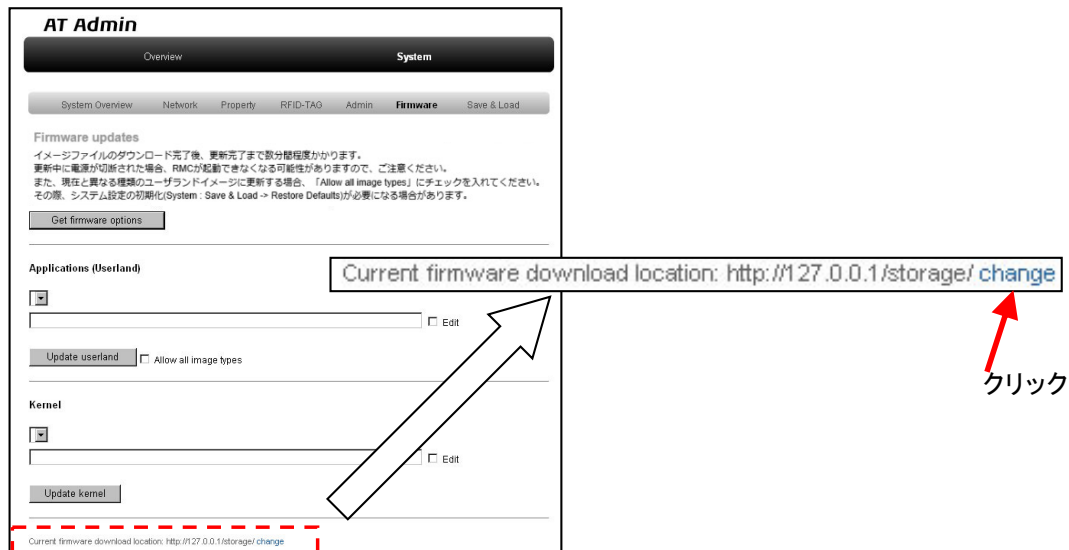 AT Admin
Overview System
System Overview Network Property RFID-TAG Admin Firmware Save & Load
Firmware updates
イメージファイルのダウンロード完了後、更新完了まで数分間程度かかります。
更新中に電源が切断された場合、RMCが起動できなくなる可能性がありますので、ご注意ください。
また、現在と異なる種類のユーザランドイメージに更新する場合、「Allow all image types」にチェックを入れてください。
その際、システム設定の初期化(System : Save & Load -> Restore Defaults)が必要になる場合があります。
Get firmware options
Applications (Userland)
Current firmware download location: http://127.0.0.1/storage/ change
クリック
Edit
Update userland Allow all image types
Kernel
Edit
Update kernel
Current firmware download location: http://127.0.0.1/storage/ change